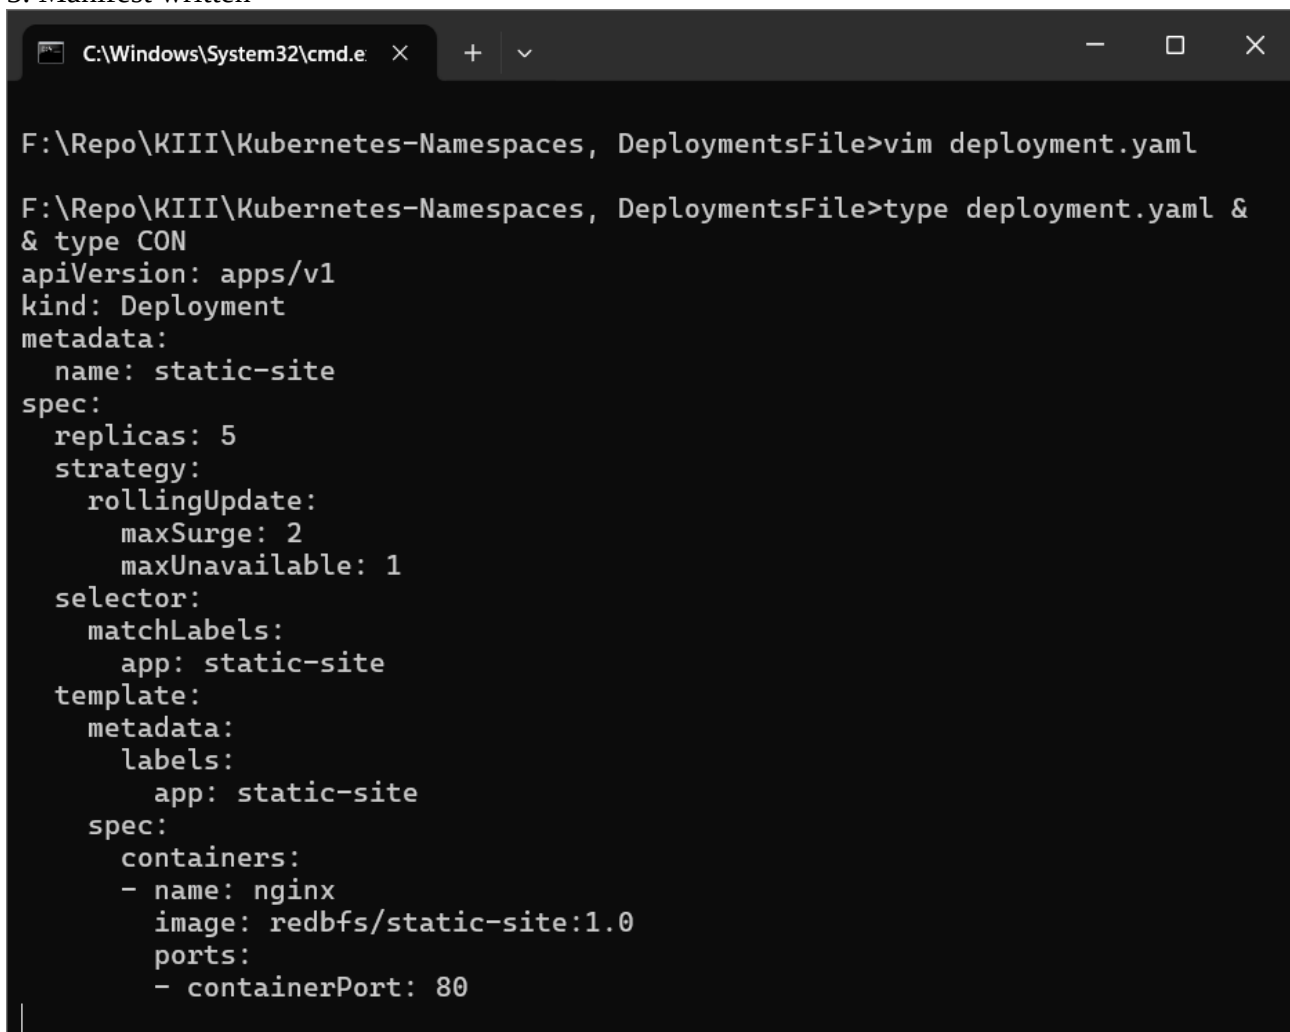 3. Manifest written
C:\Windows\System32\cmd.e
F:\Repo\KIII\Kubernetes-Namespaces, DeploymentsFile>vim deployment.yaml
F:\Repo\KIII\Kubernetes-Namespaces, DeploymentsFile>type deployment.yaml &
& type CON
apiVersion: apps/v1
kind: Deployment
metadata:
  name: static-site
spec:
  replicas: 5
  strategy:
    rollingUpdate:
      maxSurge: 2
      maxUnavailable: 1
  selector:
    matchLabels:
      app: static-site
  template:
    metadata:
      labels:
        app: static-site
    spec:
      containers:
      - name: nginx
        image: redbfs/static-site:1.0
        ports:
        - containerPort: 80